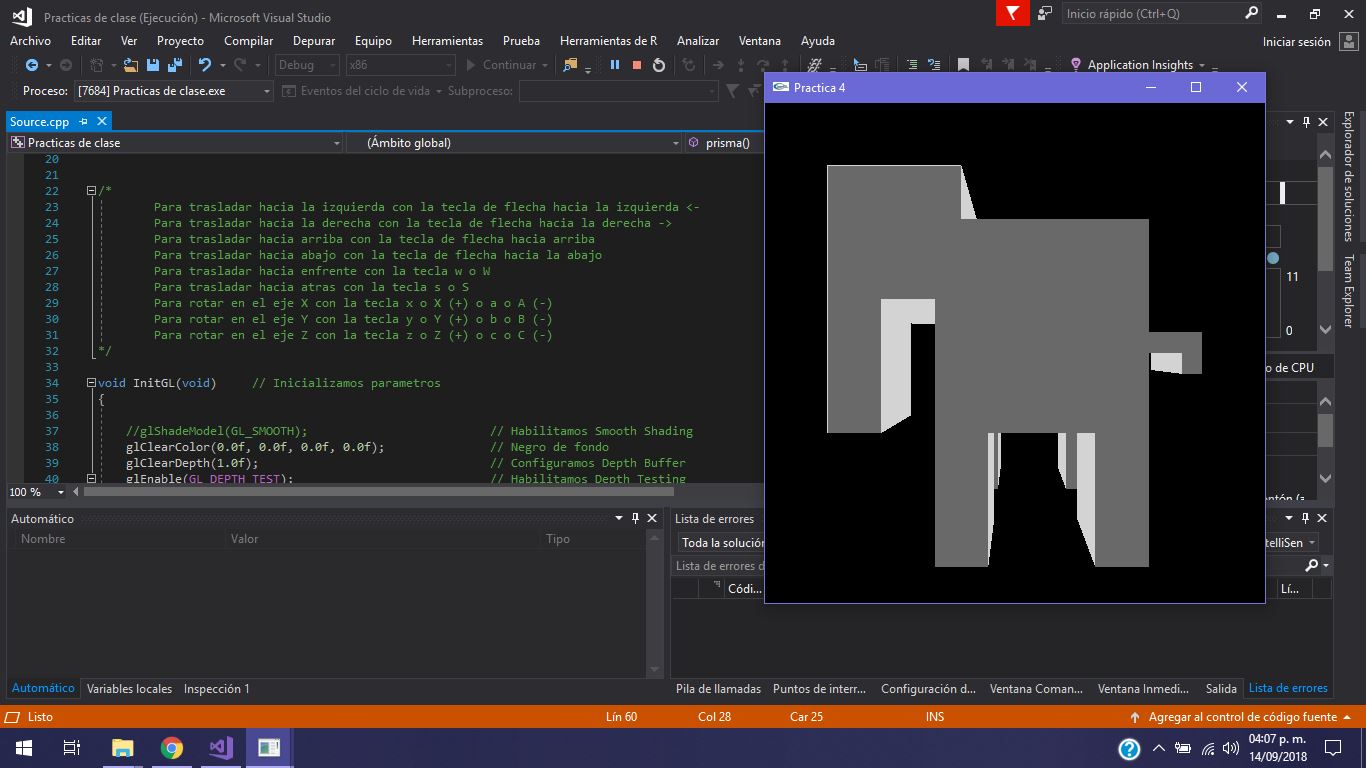 Practicas de clase (Ejecución) - Microsoft Visual Studio
Inicio rápido (Ctrl+Q)
Archivo Editar Ver Proyecto Compilar Depurar Equipo Herramientas Prueba Herramientas de R Analizar Ventana Ayuda
Iniciar sesión
Debug x86 Continuar Application Insights
Proceso: [7684] Practicas de clase.exe Eventos del ciclo de vida Subproceso:
Practica 4
Source.cpp
Practicas de clase (Ámbito global) prisma()
20
21
22 /*
23 Para trasladar hacia la izquierda con la tecla de flecha hacia la izquierda <-
24 Para trasladar hacia la derecha con la tecla de flecha hacia la derecha ->
25 Para trasladar hacia arriba con la tecla de flecha hacia arriba
26 Para trasladar hacia abajo con la tecla de flecha hacia la abajo
27 Para trasladar hacia enfrente con la tecla w o W
28 Para trasladar hacia atras con la tecla s o S
29 Para rotar en el eje X con la tecla x o X (+) o a o A (-)
30 Para rotar en el eje Y con la tecla y o Y (+) o b o B (-)
31 Para rotar en el eje Z con la tecla z o Z (+) o c o C (-)
32 */
33
34 void InitGL(void) // Inicializamos parametros
35 {
36
37 //glShadeModel(GL_SMOOTH); // Habilitamos Smooth Shading
38 glClearColor(0.0f, 0.0f, 0.0f, 0.0f); // Negro de fondo
39 glClearDepth(1.0f); // Configuramos Depth Buffer
40 glEnable(GL_DEPTH_TEST); // Habilitamos Depth Testing
100 %
11
0
o de CPU
Explorador de soluciones
Team Explorer
Automático
Nombre Valor Tipo
Lista de errores
Toda la solución
telliSen
Lista de errores d
Códi... Lí...
Automático Variables locales Inspección 1
Pila de llamadas Puntos de interr... Configuración d... Ventana Coman... Ventana Inmedi... Salida Lista de errores
Listo Lín 60 Col 28 Car 25 INS Agregar al control de código fuente
04:07 p. m.
14/09/2018